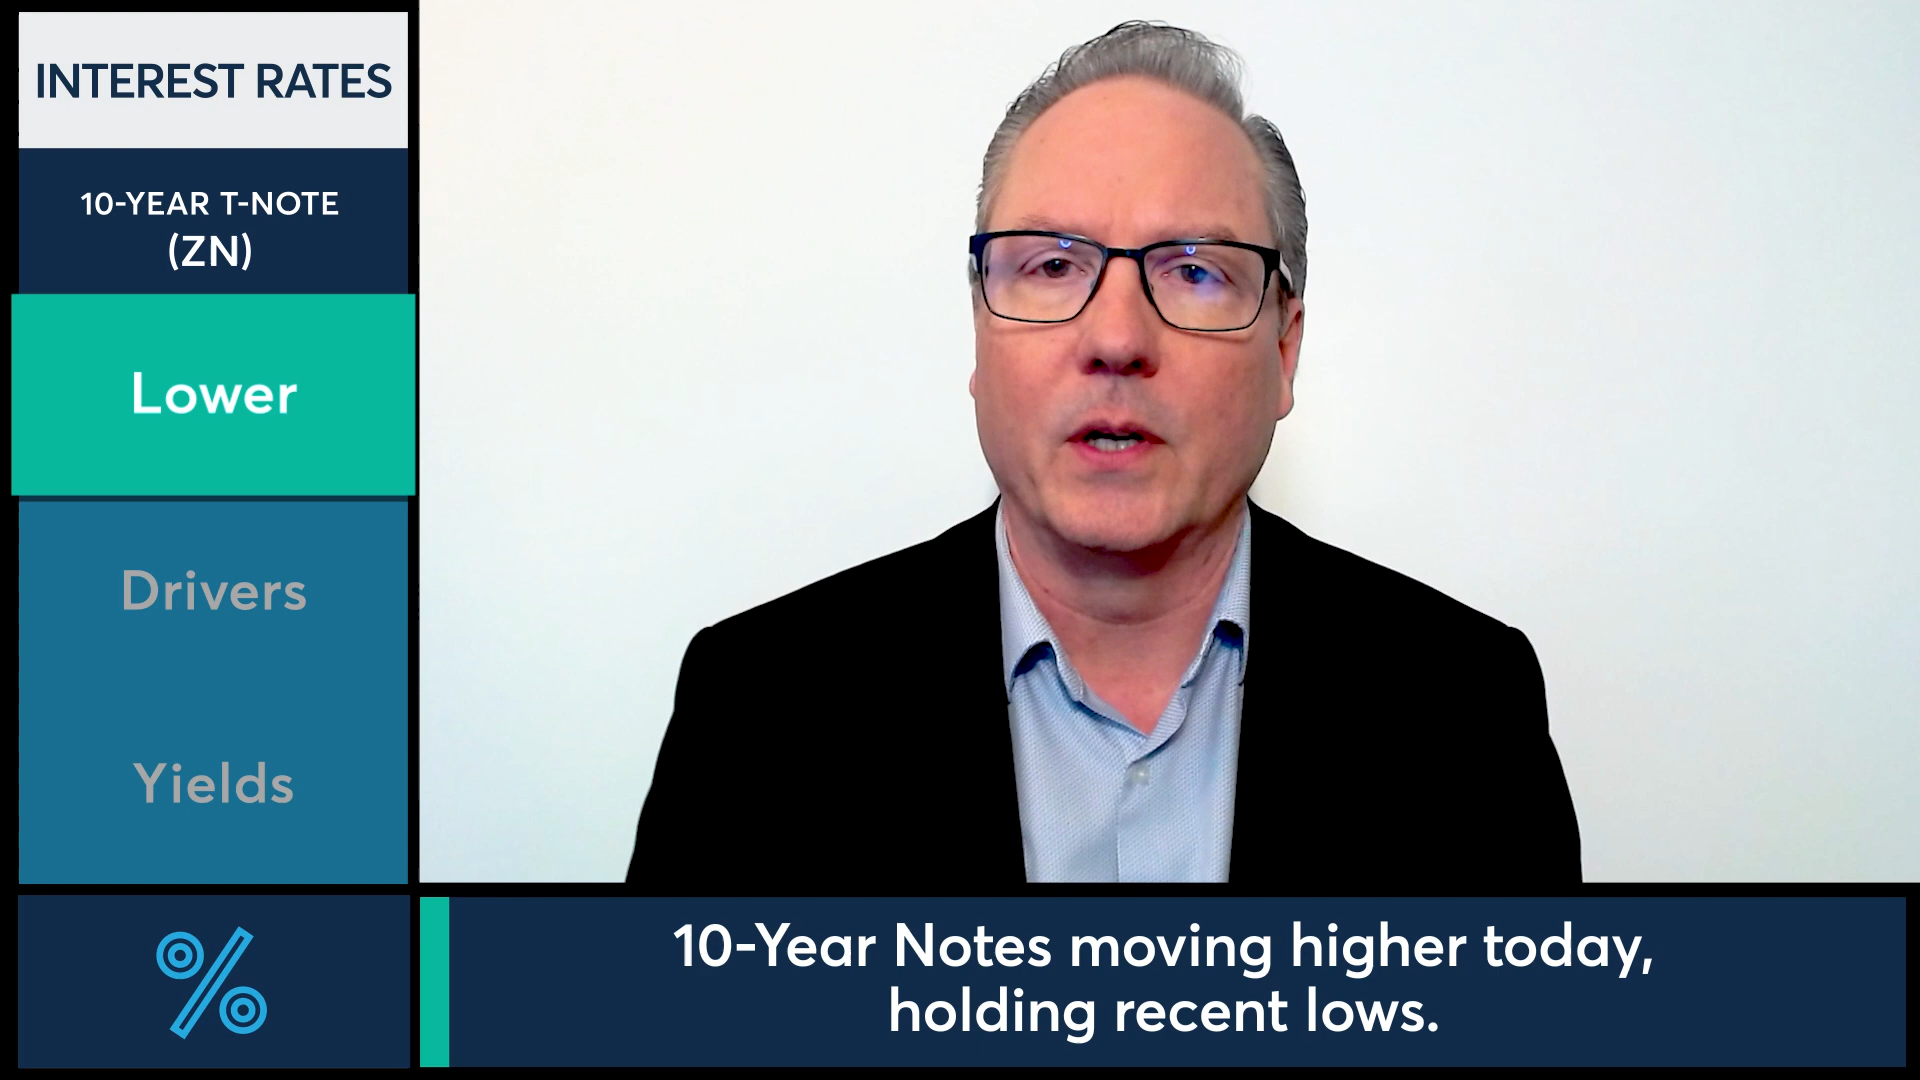 INTEREST RATES
10-YEAR T-NOTE
(ZN)
Lower
Drivers
Yields
%
10-Year Notes moving higher today,
holding recent lows.